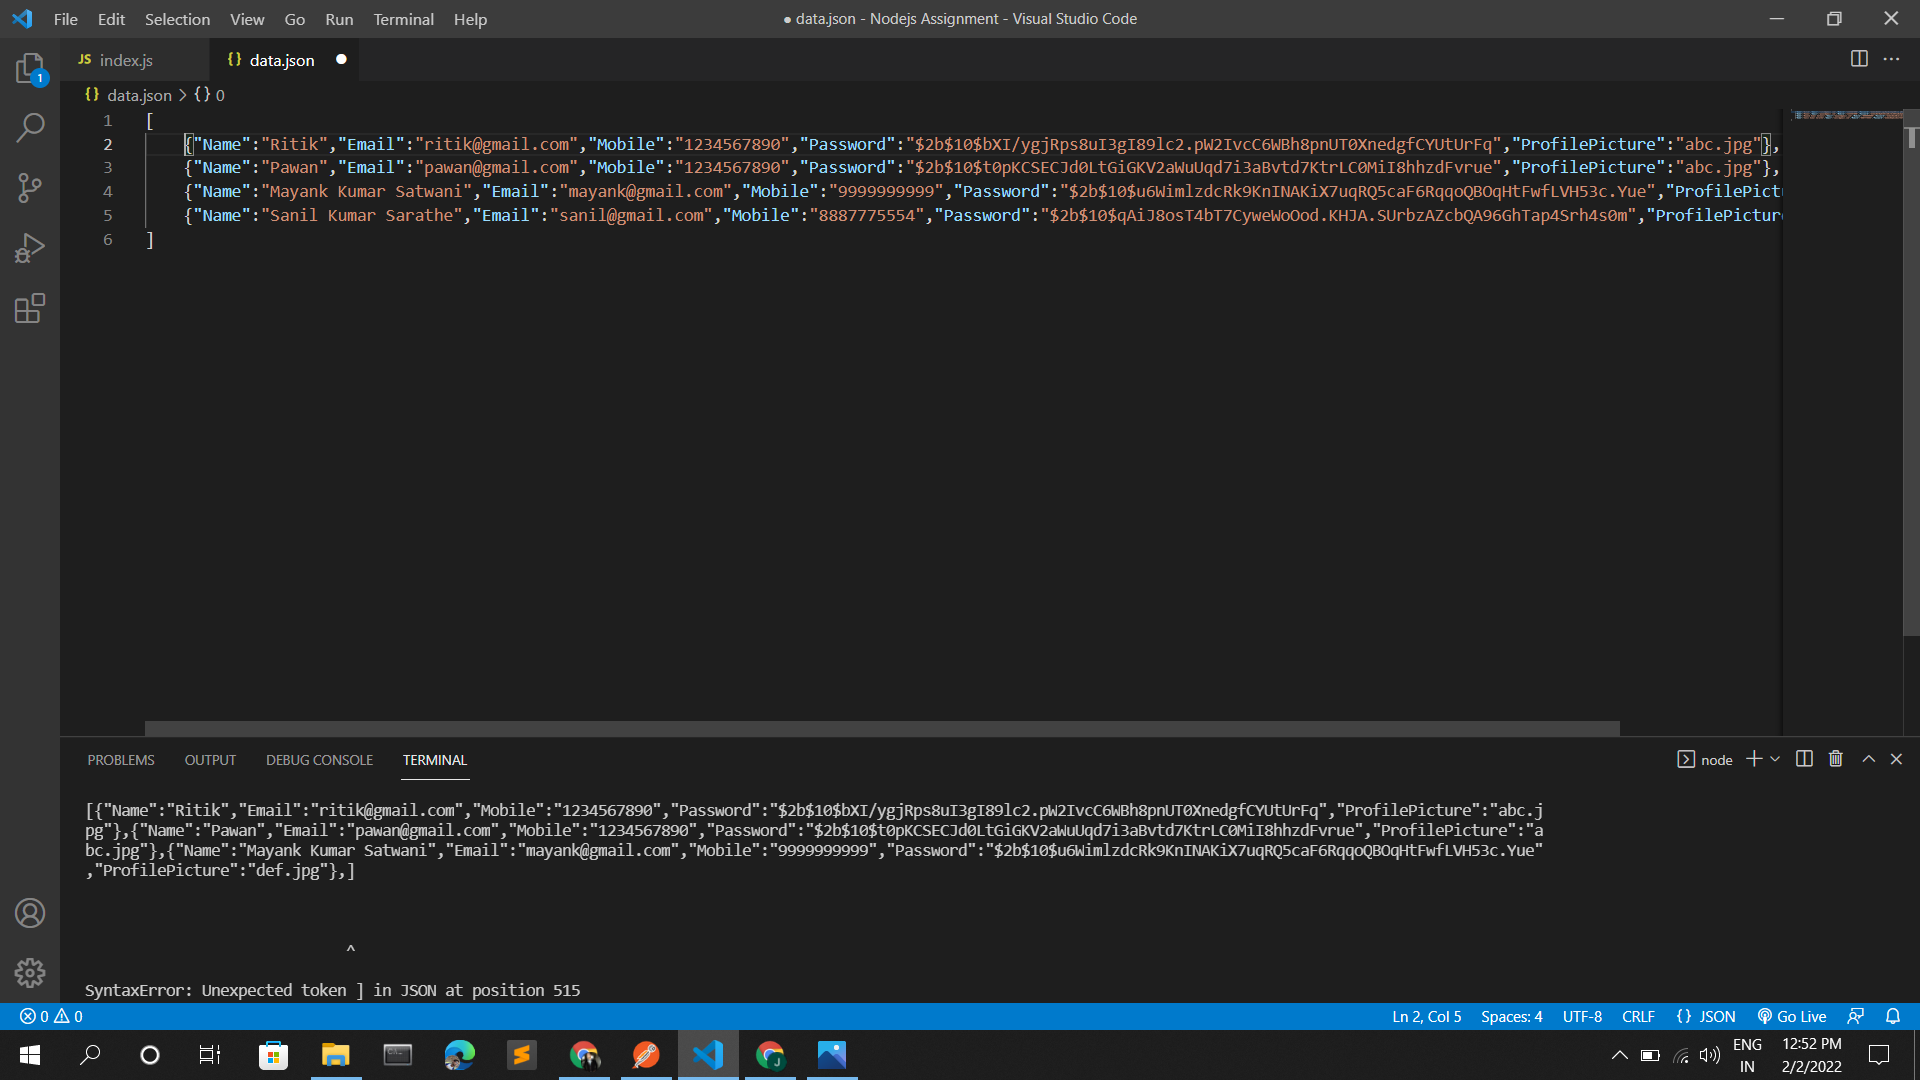 File Edit Selection View Go Run Terminal Help
● data.json - Nodejs Assignment - Visual Studio Code
JS index.js
{} data.json ●
{} data.json > {} 0
1 [
2 {"Name":"Ritik","Email":"ritik@gmail.com","Mobile":"1234567890","Password":"$2b$10$bXI/ygjRps8uI3gI89lc2.pW2IvcC6WBh8pnUT0XnedgfCYUtUrFq","ProfilePicture":"abc.jpg"},
3 {"Name":"Pawan","Email":"pawan@gmail.com","Mobile":"1234567890","Password":"$2b$10$t0pKCSECJd0LtGiGKV2aWuUqd7i3aBvtd7KtrLC0MiI8hhzdFvrue","ProfilePicture":"abc.jpg"},
4 {"Name":"Mayank Kumar Satwani","Email":"mayank@gmail.com","Mobile":"9999999999","Password":"$2b$10$u6WimlzdcRk9KnINAKiX7uqRQ5caF6RqqoQBOqHtFwfLVH53c.Yue","ProfilePict
5 {"Name":"Sanil Kumar Sarathe","Email":"sanil@gmail.com","Mobile":"8887775554","Password":"$2b$10$qAiJ8osT4bT7CyweWoOod.KHJA.SUrbzAZcbQA96GhTap4Srh4s0m","ProfilePictur
6 ]
PROBLEMS OUTPUT DEBUG CONSOLE TERMINAL
node
[{"Name":"Ritik","Email":"ritik@gmail.com","Mobile":"1234567890","Password":"$2b$10$bXI/ygjRps8uI3gI89lc2.pW2IvcC6WBh8pnUT0XnedgfCYUtUrFq","ProfilePicture":"abc.j
pg"},{"Name":"Pawan","Email":"pawan@gmail.com","Mobile":"1234567890","Password":"$2b$10$t0pKCSECJd0LtGiGKV2aWuUqd7i3aBvtd7KtrLC0MiI8hhzdFvrue","ProfilePicture":"a
bc.jpg"},{"Name":"Mayank Kumar Satwani","Email":"mayank@gmail.com","Mobile":"9999999999","Password":"$2b$10$u6WimlzdcRk9KnINAKiX7uqRQ5caF6RqqoQBOqHtFwfLVH53c.Yue"
,"ProfilePicture":"def.jpg"},]
^
SyntaxError: Unexpected token ] in JSON at position 515
0 0 Ln 2, Col 5 Spaces: 4 UTF-8 CRLF {} JSON Go Live
ENG 12:52 PM
IN 2/2/2022